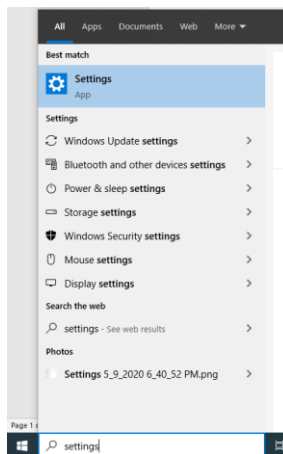 All Apps Documents Web More
Best match
Settings
App
Settings
Windows Update settings
Bluetooth and other devices settings
Power & sleep settings
Storage settings
Windows Security settings
Mouse settings
Display settings
Search the web
settings - See web results
Photos
Settings 5_9_2020 6_40_52 PM.png
Page 1
settings